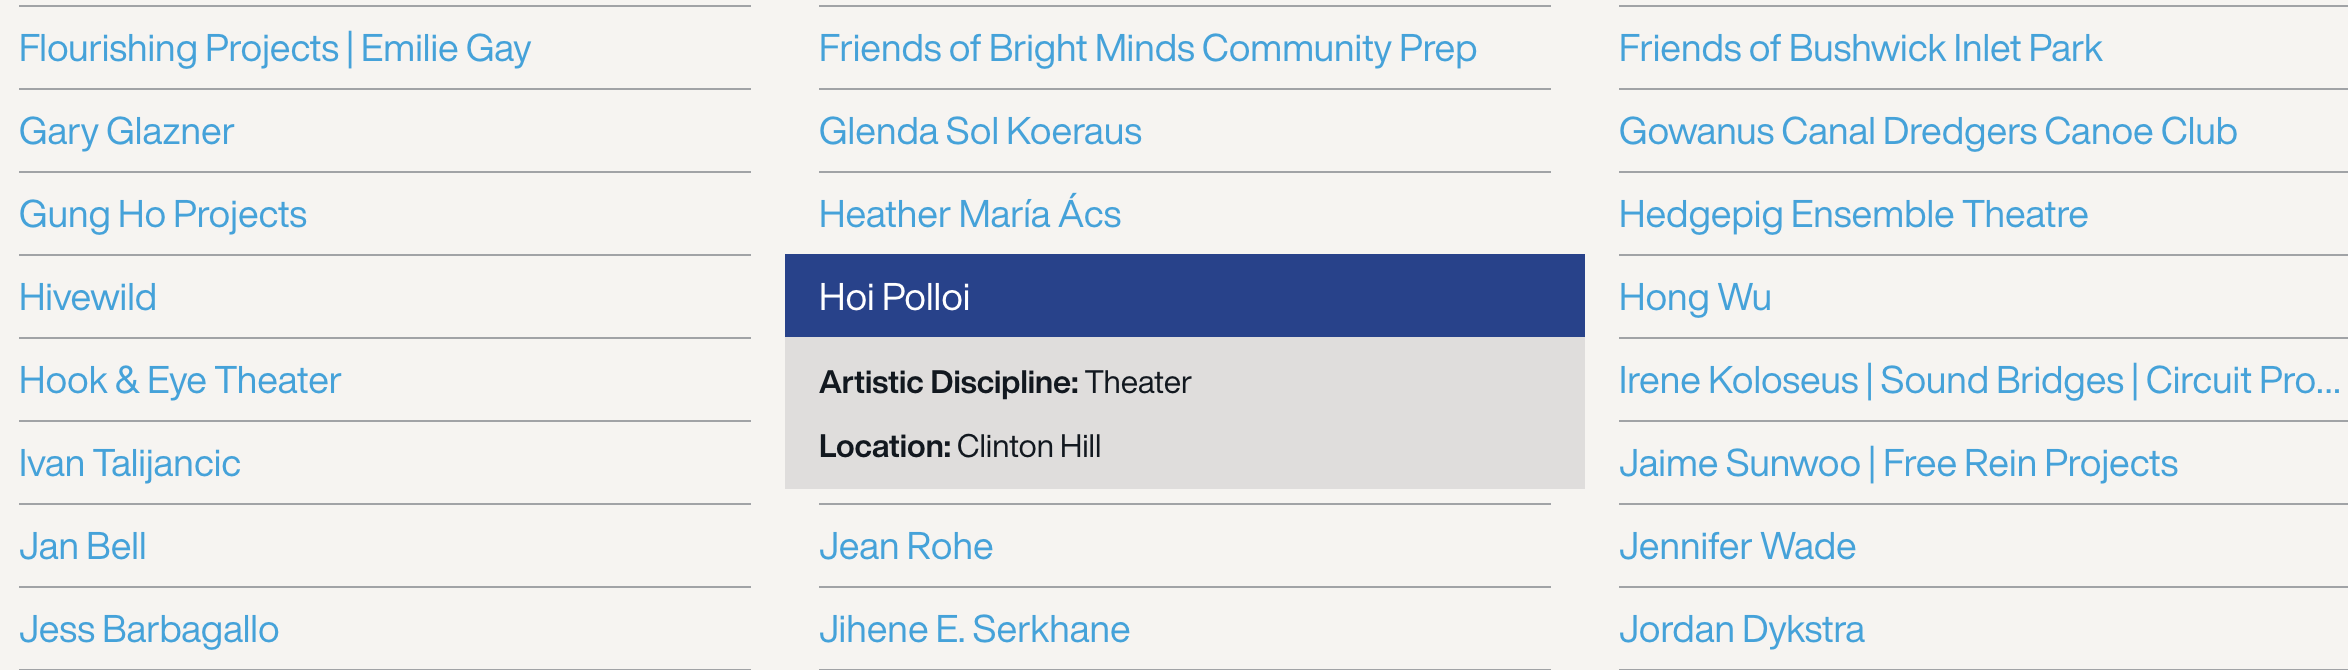 Flourishing Projects | Emilie Gay
Friends of Bright Minds Community Prep
Friends of Bushwick Inlet Park
Gary Glazner
Glenda Sol Koeraus
Gowanus Canal Dredgers Canoe Club
Gung Ho Projects
Heather María Ács
Hedgepig Ensemble Theatre
Hivewild
Hoi Polloi
Hong Wu
Artistic Discipline: Theater
Location: Clinton Hill
Hook & Eye Theater
Irene Koloseus | Sound Bridges | Circuit Pro...
Ivan Talijancic
Jaime Sunwoo | Free Rein Projects
Jan Bell
Jean Rohe
Jennifer Wade
Jess Barbagallo
Jihene E. Serkhane
Jordan Dykstra